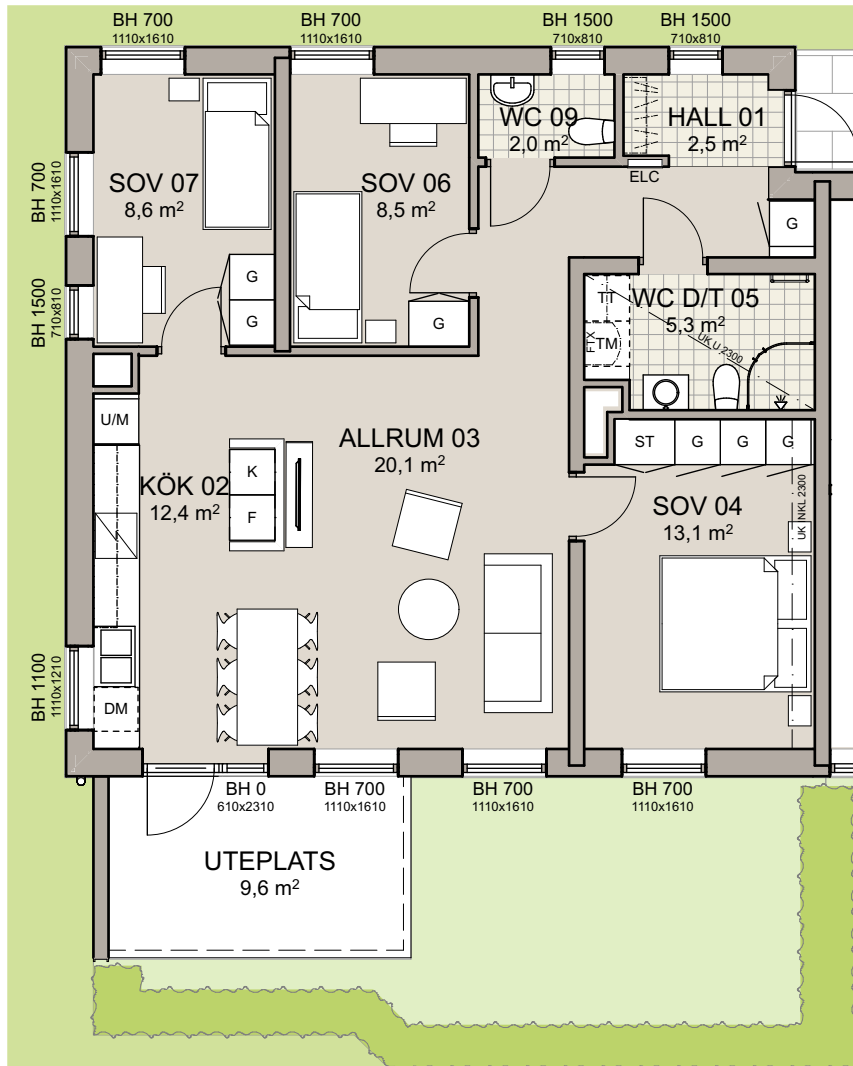 BH 700
1110x1610
BH 700
1110x1610
BH 1500
710x810
BH 1500
710x810
WC 09
2,0 m²
HALL 01
2,5 m²
ELC
SOV 07
8,6 m²
SOV 06
8,5 m²
BH 700
1110x1610
G
G
G
G
BH 1500
710x810
TT
WC D/T 05
5,3 m²
FTX
TM
UK U 2300
U/M
ALLRUM 03
20,1 m²
ST
G
G
G
K
F
KÖK 02
12,4 m²
SOV 04
13,1 m²
UK NKL 2300
BH 1100
1110x1210
DM
BH 0
610x2310
BH 700
1110x1610
BH 700
1110x1610
BH 700
1110x1610
UTEPLATS
9,6 m²